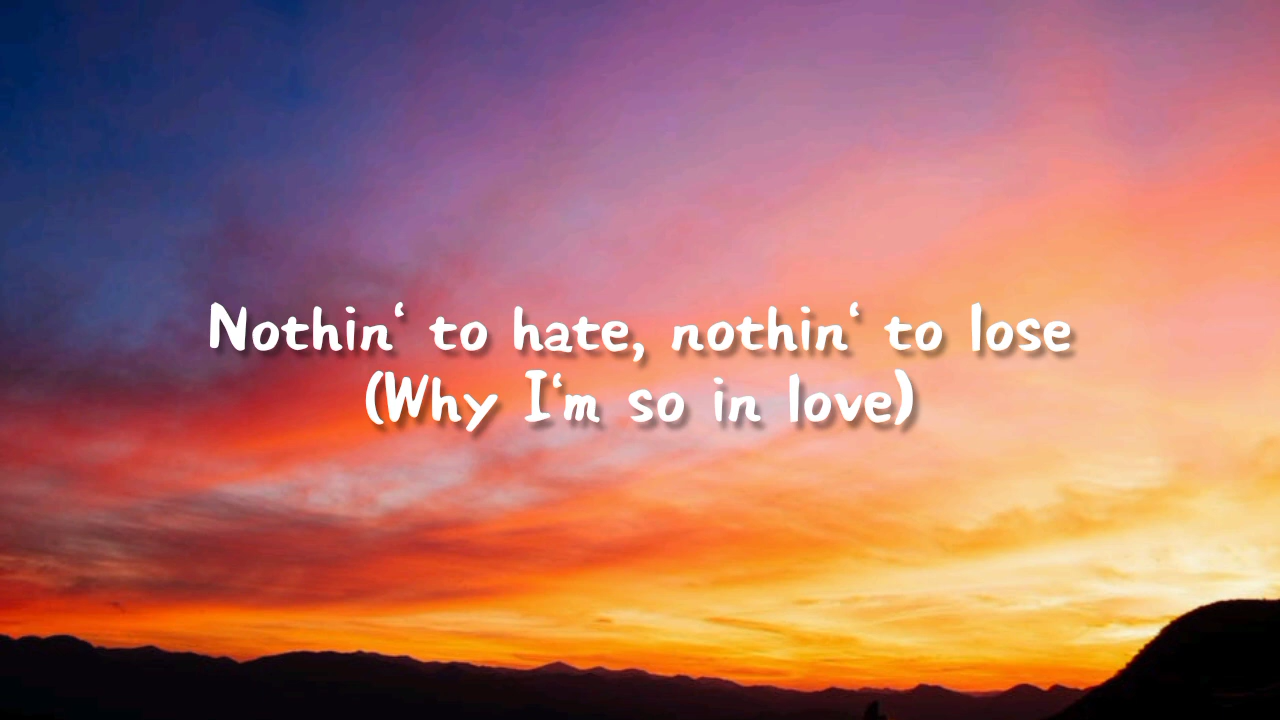 Nothin‘ to hate, nothin‘ to lose
(Why I‘m so in love)